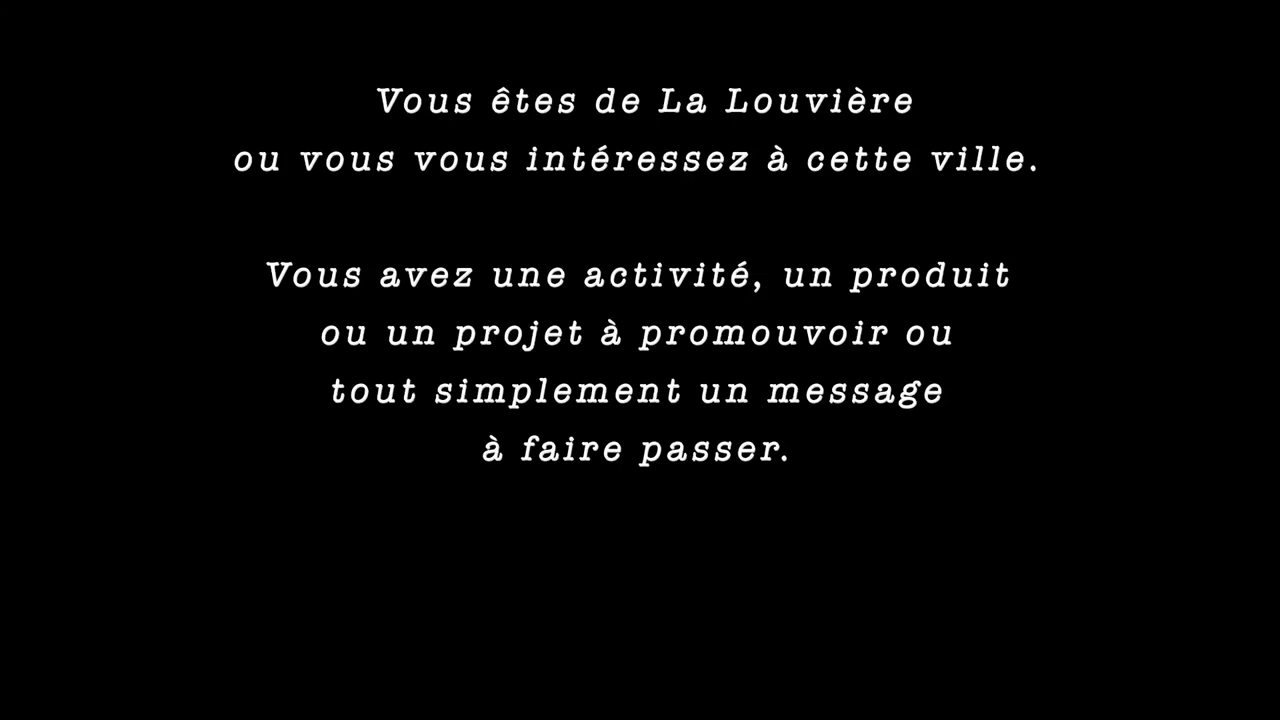 Vous êtes de La Louvière
ou vous vous intéressez à cette ville.
Vous avez une activité, un produit
ou un projet à promouvoir ou
tout simplement un message
à faire passer.